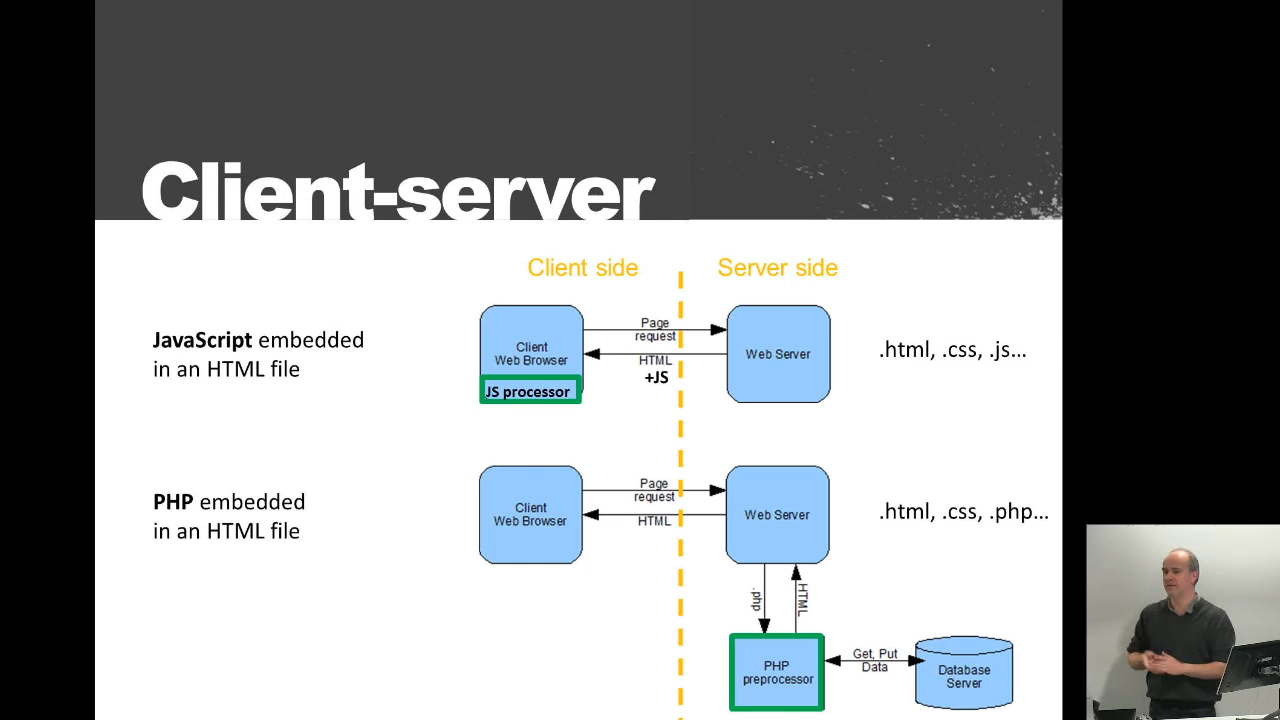 Client-server
Client side
Server side
JavaScript embedded
in an HTML file
Client
Web Browser
JS processor
Page
request
HTML
+JS
Web Server
.html, .css, .js...
PHP embedded
in an HTML file
Client
Web Browser
Page
request
HTML
Web Server
.html, .css, .php...
.php
HTML
PHP
preprocessor
Get, Put
Data
Database
Server